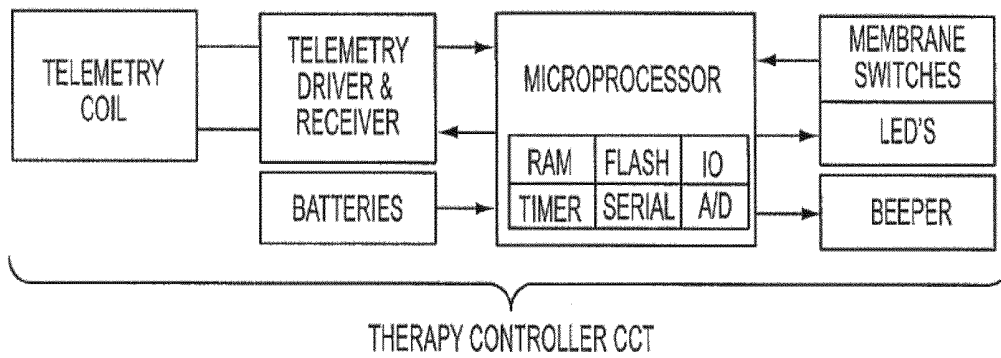 TELEMETRY
COIL
TELEMETRY
DRIVER &
RECEIVER
BATTERIES
MICROPROCESSOR
RAM FLASH IO
TIMER SERIAL A/D
MEMBRANE
SWITCHES
LED'S
BEEPER
THERAPY CONTROLLER CCT